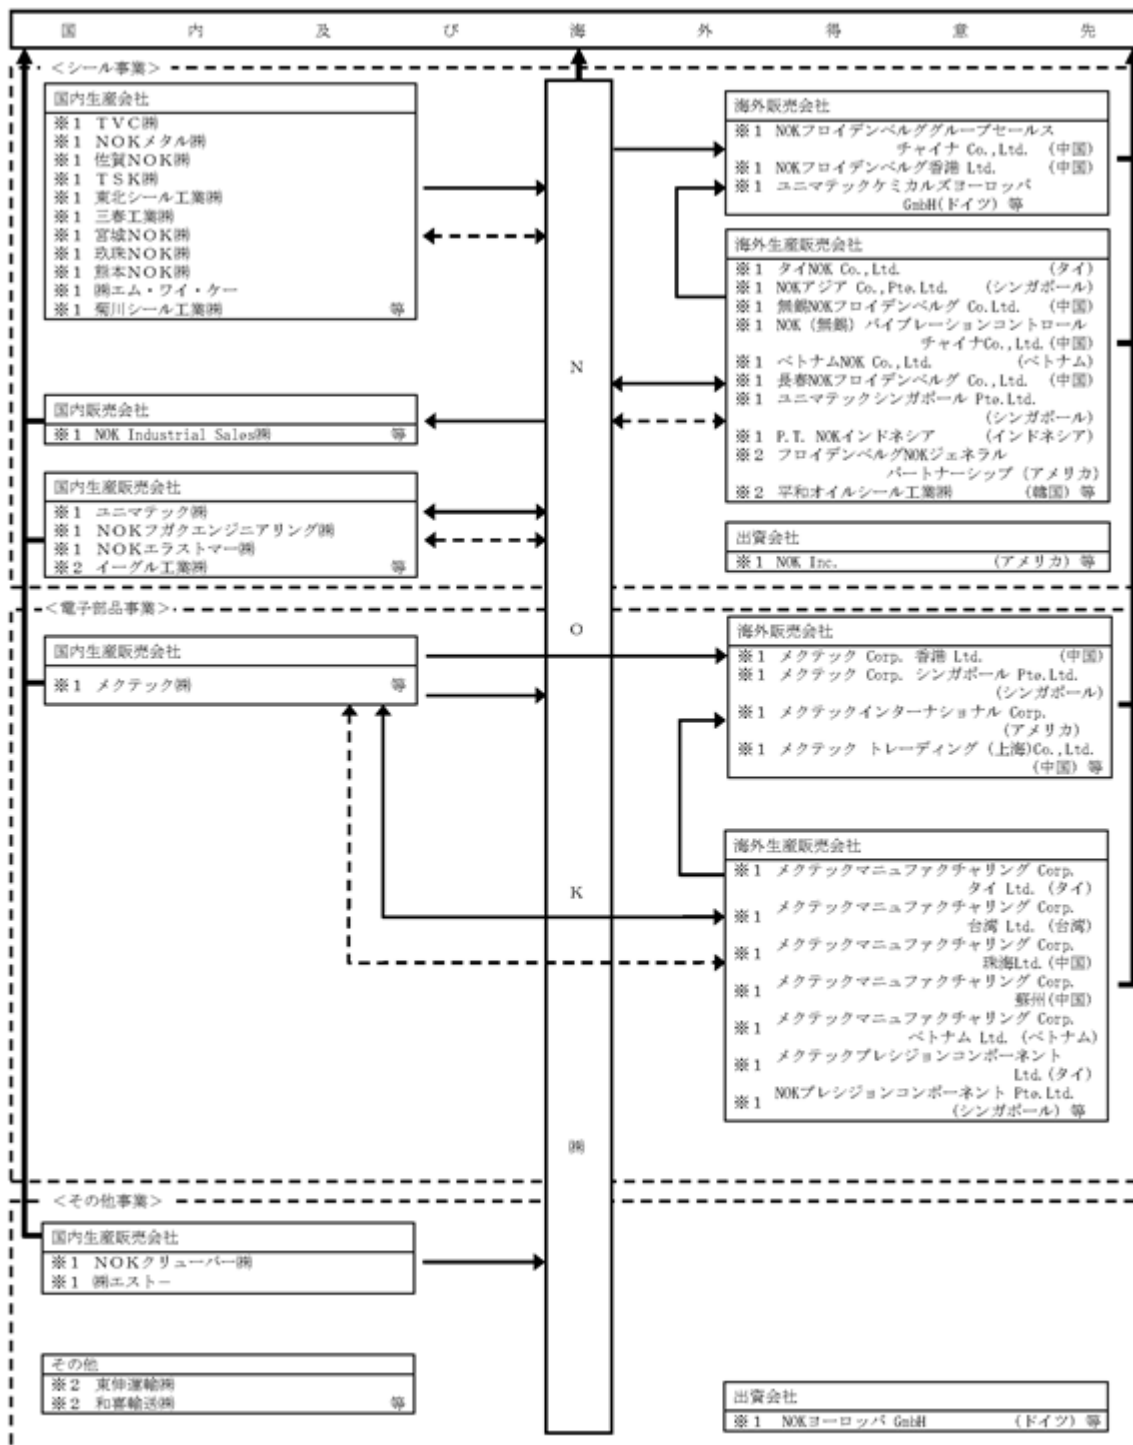 国 内 及 び 海 外 得 意 先
＜シール事業＞
国内生産会社
※1 ＴＶＣ㈱
※1 ＮＯＫメタル㈱
※1 佐賀NOK㈱
※1 ＴＳＫ㈱
※1 東北シール工業㈱
※1 三春工業㈱
※1 宮城NOK㈱
※1 玖珠NOK㈱
※1 熊本NOK㈱
※1 ㈱エム・ワイ・ケー
※1 菊川シール工業㈱ 等
国内販売会社
※1 NOK Industrial Sales㈱ 等
国内生産販売会社
※1 ユニマテック㈱
※1 ＮＯＫフガクエンジニアリング㈱
※1 ＮＯＫエラストマー㈱
※2 イーグル工業㈱ 等
海外販売会社
※1 NOKフロイデンベルググループセールス
チャイナ Co.,Ltd. (中国)
※1 NOKフロイデンベルグ香港 Ltd. (中国)
※1 ユニマテックケミカルズヨーロッパ
GmbH(ドイツ) 等
海外生産販売会社
※1 タイNOK Co.,Ltd. (タイ)
※1 NOKアジア Co.,Pte.Ltd. (シンガポール)
※1 無錫NOKフロイデンベルグ Co.Ltd. (中国)
※1 NOK (無錫) バイブレーションコントロール
チャイナCo.,Ltd.(中国)
※1 ベトナムNOK Co.,Ltd. (ベトナム)
※1 長春NOKフロイデンベルグ Co.,Ltd. (中国)
※1 ユニマテックシンガポール Pte.Ltd.
(シンガポール)
※1 P.T. NOKインドネシア (インドネシア)
※2 フロイデンベルグNOKジェネラル
パートナーシップ (アメリカ)
※2 平和オイルシール工業㈱ (韓国) 等
出資会社
※1 NOK Inc. (アメリカ) 等
Ｎ
Ｏ
Ｋ
㈱
＜電子部品事業＞
国内生産販売会社
※1 メクテック㈱ 等
海外販売会社
※1 メクテック Corp. 香港 Ltd. (中国)
※1 メクテック Corp. シンガポール Pte.Ltd.
(シンガポール)
※1 メクテックインターナショナル Corp.
(アメリカ)
※1 メクテック トレーディング (上海)Co.,Ltd.
(中国) 等
海外生産販売会社
※1 メクテックマニュファクチャリング Corp.
タイ Ltd. (タイ)
※1 メクテックマニュファクチャリング Corp.
台湾 Ltd. (台湾)
※1 メクテックマニュファクチャリング Corp.
珠海Ltd.(中国)
※1 メクテックマニュファクチャリング Corp.
蘇州(中国)
※1 メクテックマニュファクチャリング Corp.
ベトナム Ltd. (ベトナム)
※1 メクテックプレシジョンコンポーネント
Ltd.(タイ)
※1 NOKプレシジョンコンポーネント Pte.Ltd.
(シンガポール) 等
＜その他事業＞
国内生産販売会社
※1 ＮＯＫクリューバー㈱
※1 ㈱エストー
その他
※2 東伸運輸㈱
※2 和喜輸送㈱ 等
出資会社
※1 NOKヨーロッパ GmbH (ドイツ) 等